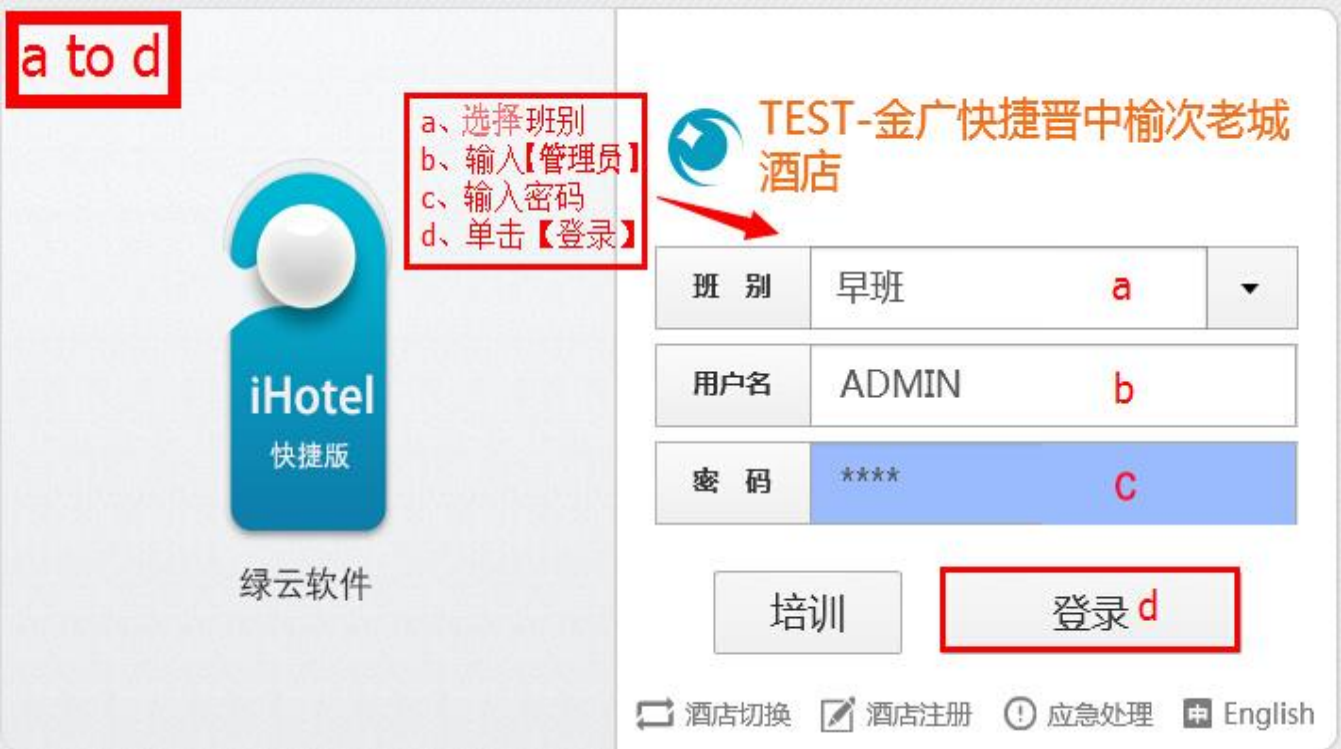 a to d
a、选择班别
b、输入【管理员】
c、输入密码
d、单击【登录】
TEST-金广快捷晋中榆次老城
酒店
iHotel
快捷版
绿云软件
班 别 早班 a
用户名 ADMIN b
密 码 **** c
培训 登录 d
酒店切换 酒店注册 应急处理 中 English